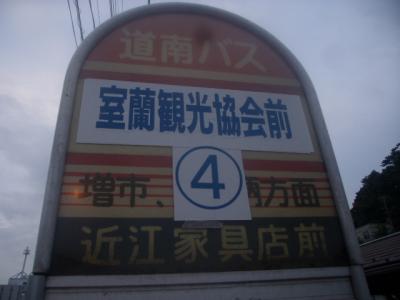 道南バス
室蘭観光協会前
④
増市、 方面
近江家具店前